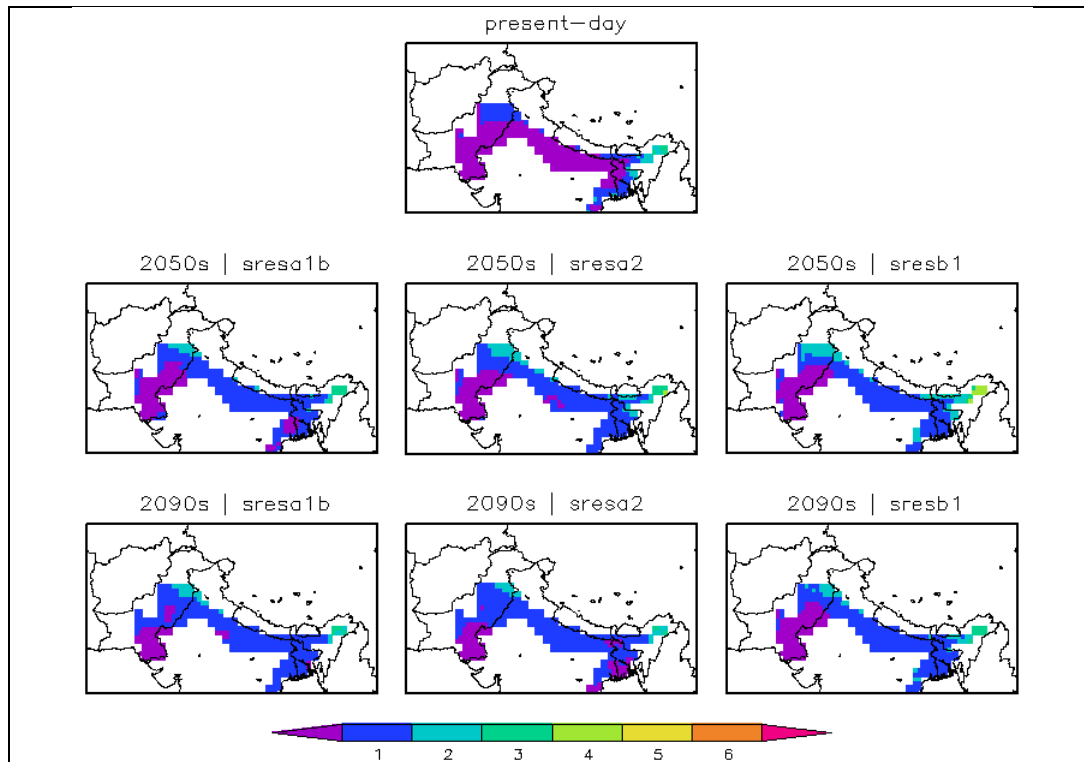 present-day
2050s | sresa1b
2050s | sresa2
2050s | sresb1
2090s | sresa1b
2090s | sresa2
2090s | sresb1
1 2 3 4 5 6